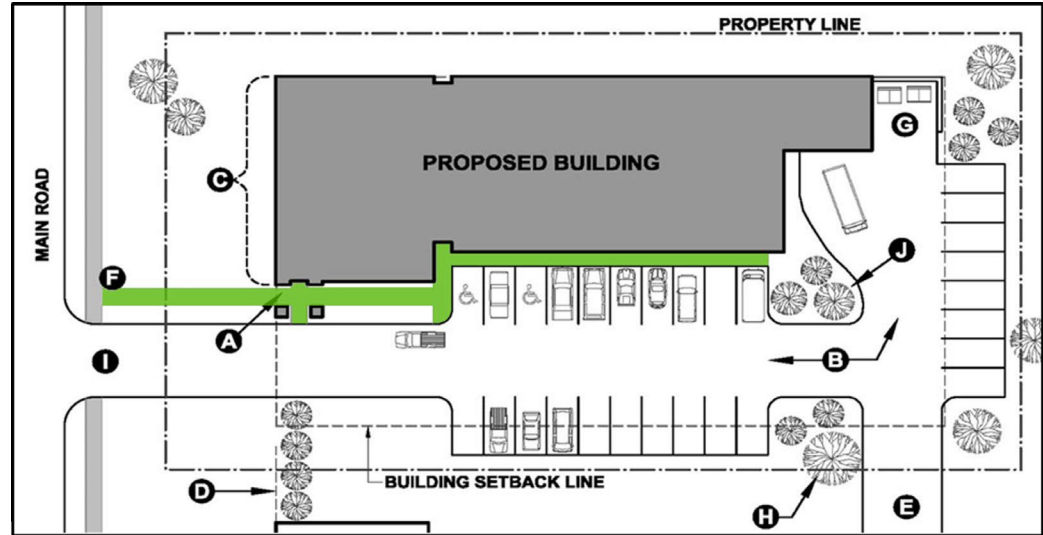 PROPERTY LINE
G
PROPOSED BUILDING
C
MAIN ROAD
J
F
A
I
B
BUILDING SETBACK LINE
D
H
E